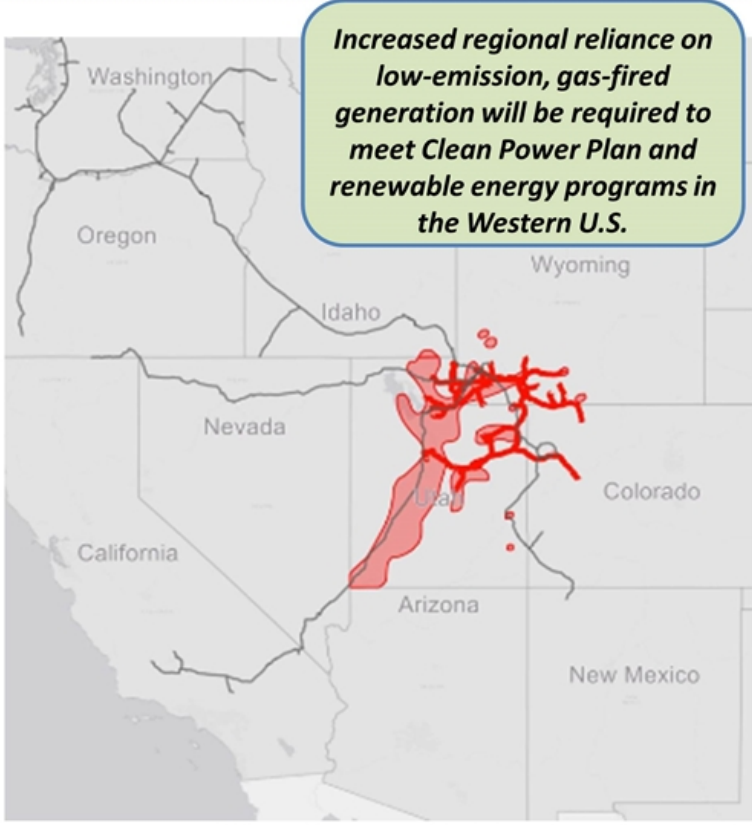 Increased regional reliance on
low-emission, gas-fired
generation will be required to
meet Clean Power Plan and
renewable energy programs in
the Western U.S.
Washington
Oregon
Wyoming
Idaho
Nevada
Utah
Colorado
California
Arizona
New Mexico